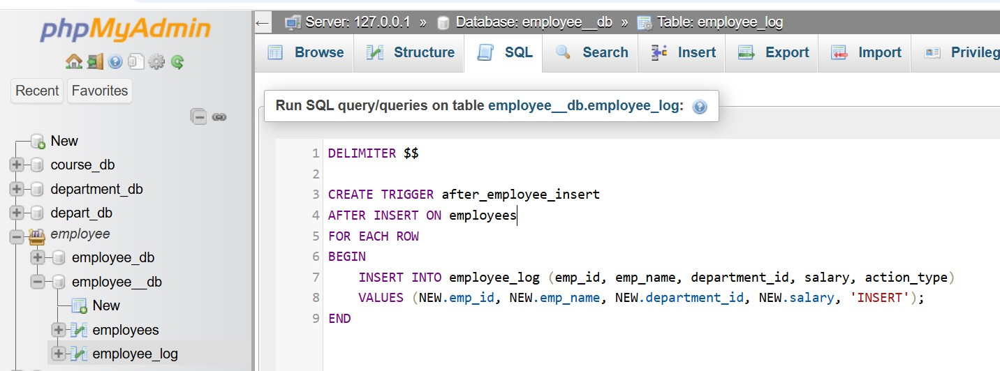 phpMyAdmin
Recent Favorites
New
course_db
department_db
depart_db
employee
employee_db
employee__db
New
employees
employee_log
Server: 127.0.0.1 » Database: employee__db » Table: employee_log
Browse Structure SQL Search Insert Export Import Privileg
Run SQL query/queries on table employee__db.employee_log:
1 DELIMITER $$
2
3 CREATE TRIGGER after_employee_insert
4 AFTER INSERT ON employees
5 FOR EACH ROW
6 BEGIN
7 INSERT INTO employee_log (emp_id, emp_name, department_id, salary, action_type)
8 VALUES (NEW.emp_id, NEW.emp_name, NEW.department_id, NEW.salary, 'INSERT');
9 END